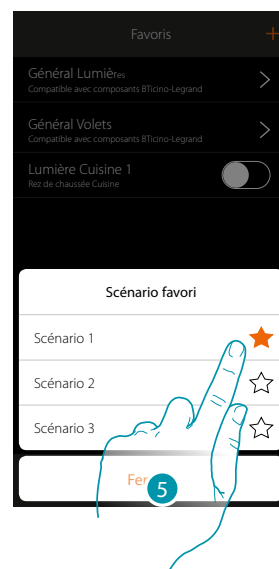 Favoris
Général Lumières
Compatible avec composants BTicino-Legrand
Général Volets
Compatible avec composants BTicino-Legrand
Lumière Cuisine 1
Rez de chaussée Cuisine
Scénario favori
Scénario 1
Scénario 2
Scénario 3
5